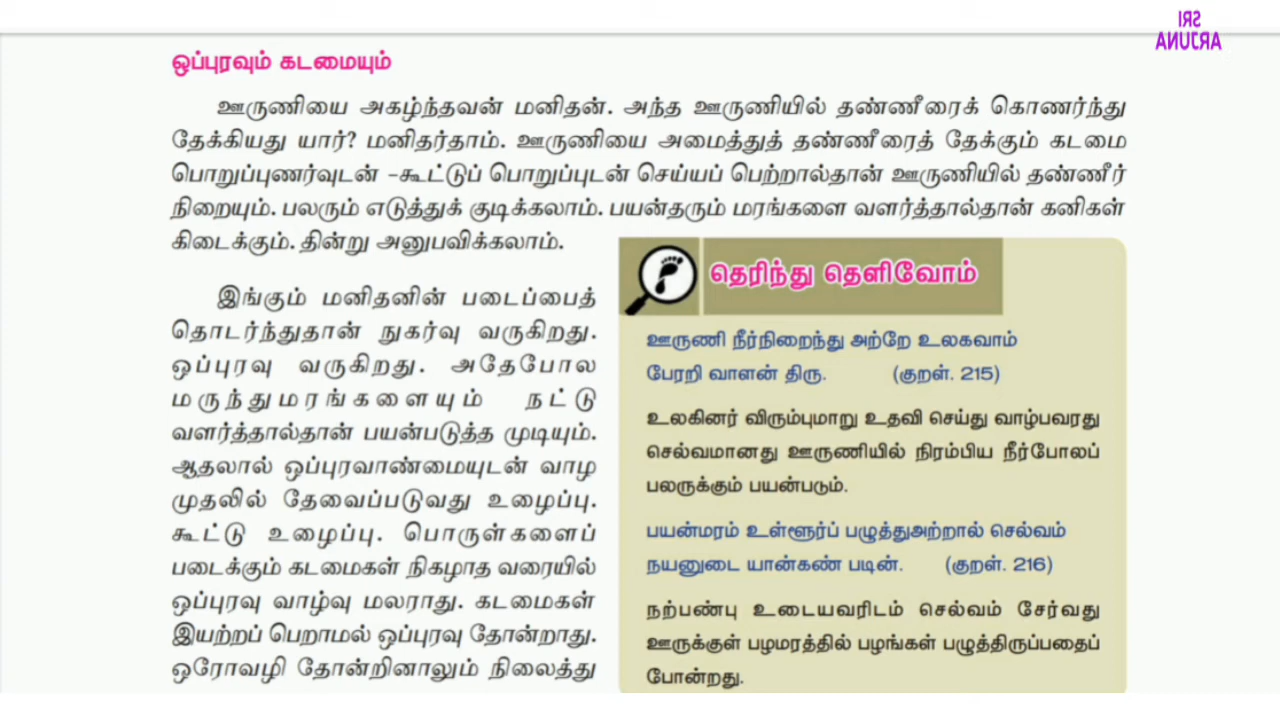 SRI
ARJUNA
ஒப்புரவும் கடமையும்
ஊருணியை அகழ்ந்தவன் மனிதன். அந்த ஊருணியில் தண்ணீரைக் கொணர்ந்து
தேக்கியது யார்? மனிதர்தாம். ஊருணியை அமைத்துத் தண்ணீரைத் தேக்கும் கடமை
பொறுப்புணர்வுடன் -கூட்டுப் பொறுப்புடன் செய்யப் பெற்றால்தான் ஊருணியில் தண்ணீர்
நிறையும். பலரும் எடுத்துக் குடிக்கலாம். பயன்தரும் மரங்களை வளர்த்தால்தான் கனிகள்
கிடைக்கும். தின்று அனுபவிக்கலாம்.
இங்கும் மனிதனின் படைப்பைத்
தொடர்ந்துதான் நுகர்வு வருகிறது.
ஒப்புரவு வருகிறது. அதேபோல
மருந்துமரங்களையும் நட்டு
வளர்த்தால்தான் பயன்படுத்த முடியும்.
ஆதலால் ஒப்புரவாண்மையுடன் வாழ
முதலில் தேவைப்படுவது உழைப்பு.
கூட்டு உழைப்பு. பொருள்களைப்
படைக்கும் கடமைகள் நிகழாத வரையில்
ஒப்புரவு வாழ்வு மலராது. கடமைகள்
இயற்றப் பெறாமல் ஒப்புரவு தோன்றாது.
ஒரோவழி தோன்றினாலும் நிலைத்து
தெரிந்து தெளிவோம்
ஊருணி நீர்நிறைந்து அற்றே உலகவாம்
பேரறி வாளன் திரு. (குறள். 215)
உலகினர் விரும்புமாறு உதவி செய்து வாழ்பவரது
செல்வமானது ஊருணியில் நிரம்பிய நீர்போலப்
பலருக்கும் பயன்படும்.
பயன்மரம் உள்ளூர்ப் பழுத்துஅற்றால் செல்வம்
நயனுடை யான்கண் படின். (குறள். 216)
நற்பண்பு உடையவரிடம் செல்வம் சேர்வது
ஊருக்குள் பழமரத்தில் பழங்கள் பழுத்திருப்பதைப்
போன்றது.